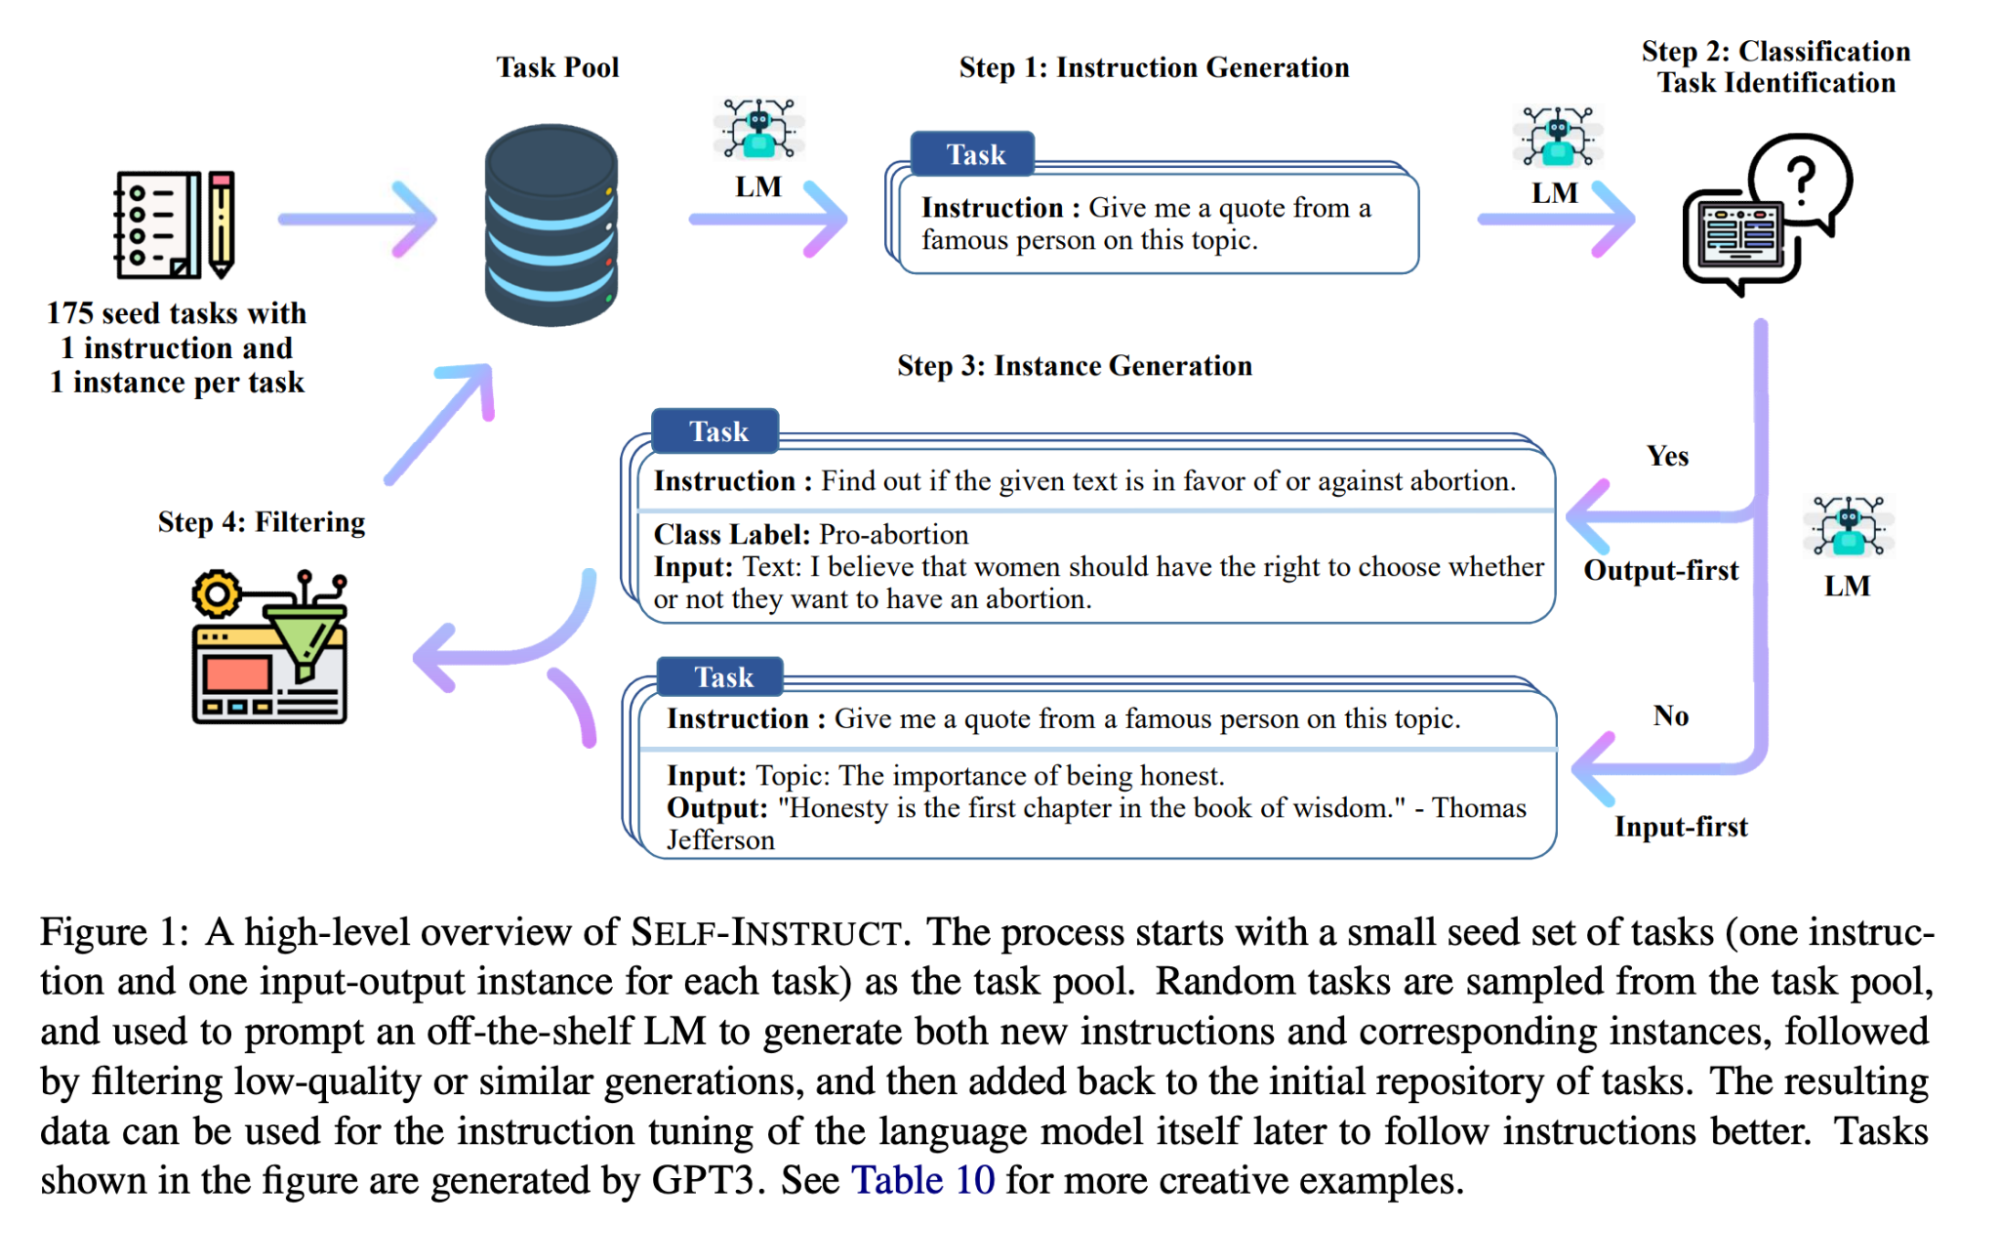 Task Pool
Step 1: Instruction Generation
Step 2: Classification
Task Identification
LM
Task
Instruction : Give me a quote from a
famous person on this topic.
LM
175 seed tasks with
1 instruction and
1 instance per task
Step 3: Instance Generation
Task
Instruction : Find out if the given text is in favor of or against abortion.
Class Label: Pro-abortion
Input: Text: I believe that women should have the right to choose whether
or not they want to have an abortion.
Yes
Output-first
LM
Step 4: Filtering
Task
Instruction : Give me a quote from a famous person on this topic.
Input: Topic: The importance of being honest.
Output: "Honesty is the first chapter in the book of wisdom." - Thomas
Jefferson
No
Input-first
Figure 1: A high-level overview of SELF-INSTRUCT. The process starts with a small seed set of tasks (one instruc-
tion and one input-output instance for each task) as the task pool. Random tasks are sampled from the task pool,
and used to prompt an off-the-shelf LM to generate both new instructions and corresponding instances, followed
by filtering low-quality or similar generations, and then added back to the initial repository of tasks. The resulting
data can be used for the instruction tuning of the language model itself later to follow instructions better. Tasks
shown in the figure are generated by GPT3. See Table 10 for more creative examples.